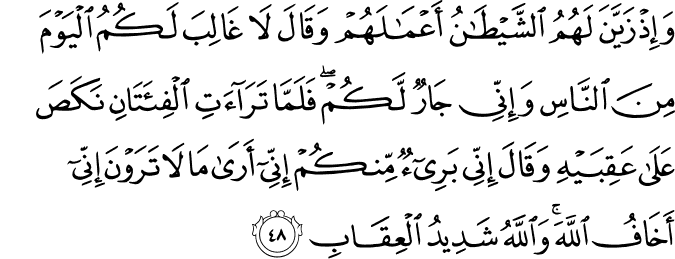 وَإِذْ زَيَّنَ لَهُمُ ٱلشَّيْطَـٰنُ أَعْمَـٰلَهُمْ وَقَالَ لَا غَالِبَ لَكُمُ ٱلْيَوْمَ
مِنَ ٱلنَّاسِ وَإِنِّى جَارٌ لَّكُمْ ۖ فَلَمَّا تَرَآءَتِ ٱلْفِئَتَانِ نَكَصَ
عَلَىٰ عَقِبَيْهِ وَقَالَ إِنِّى بَرِىٓءٌ مِّنكُمْ إِنِّىٓ أَرَىٰ مَا لَا تَرَوْنَ إِنِّىٓ
أَخَافُ ٱللَّهَ ۚ وَٱللَّهُ شَدِيدُ ٱلْعِقَابِ ٤٨